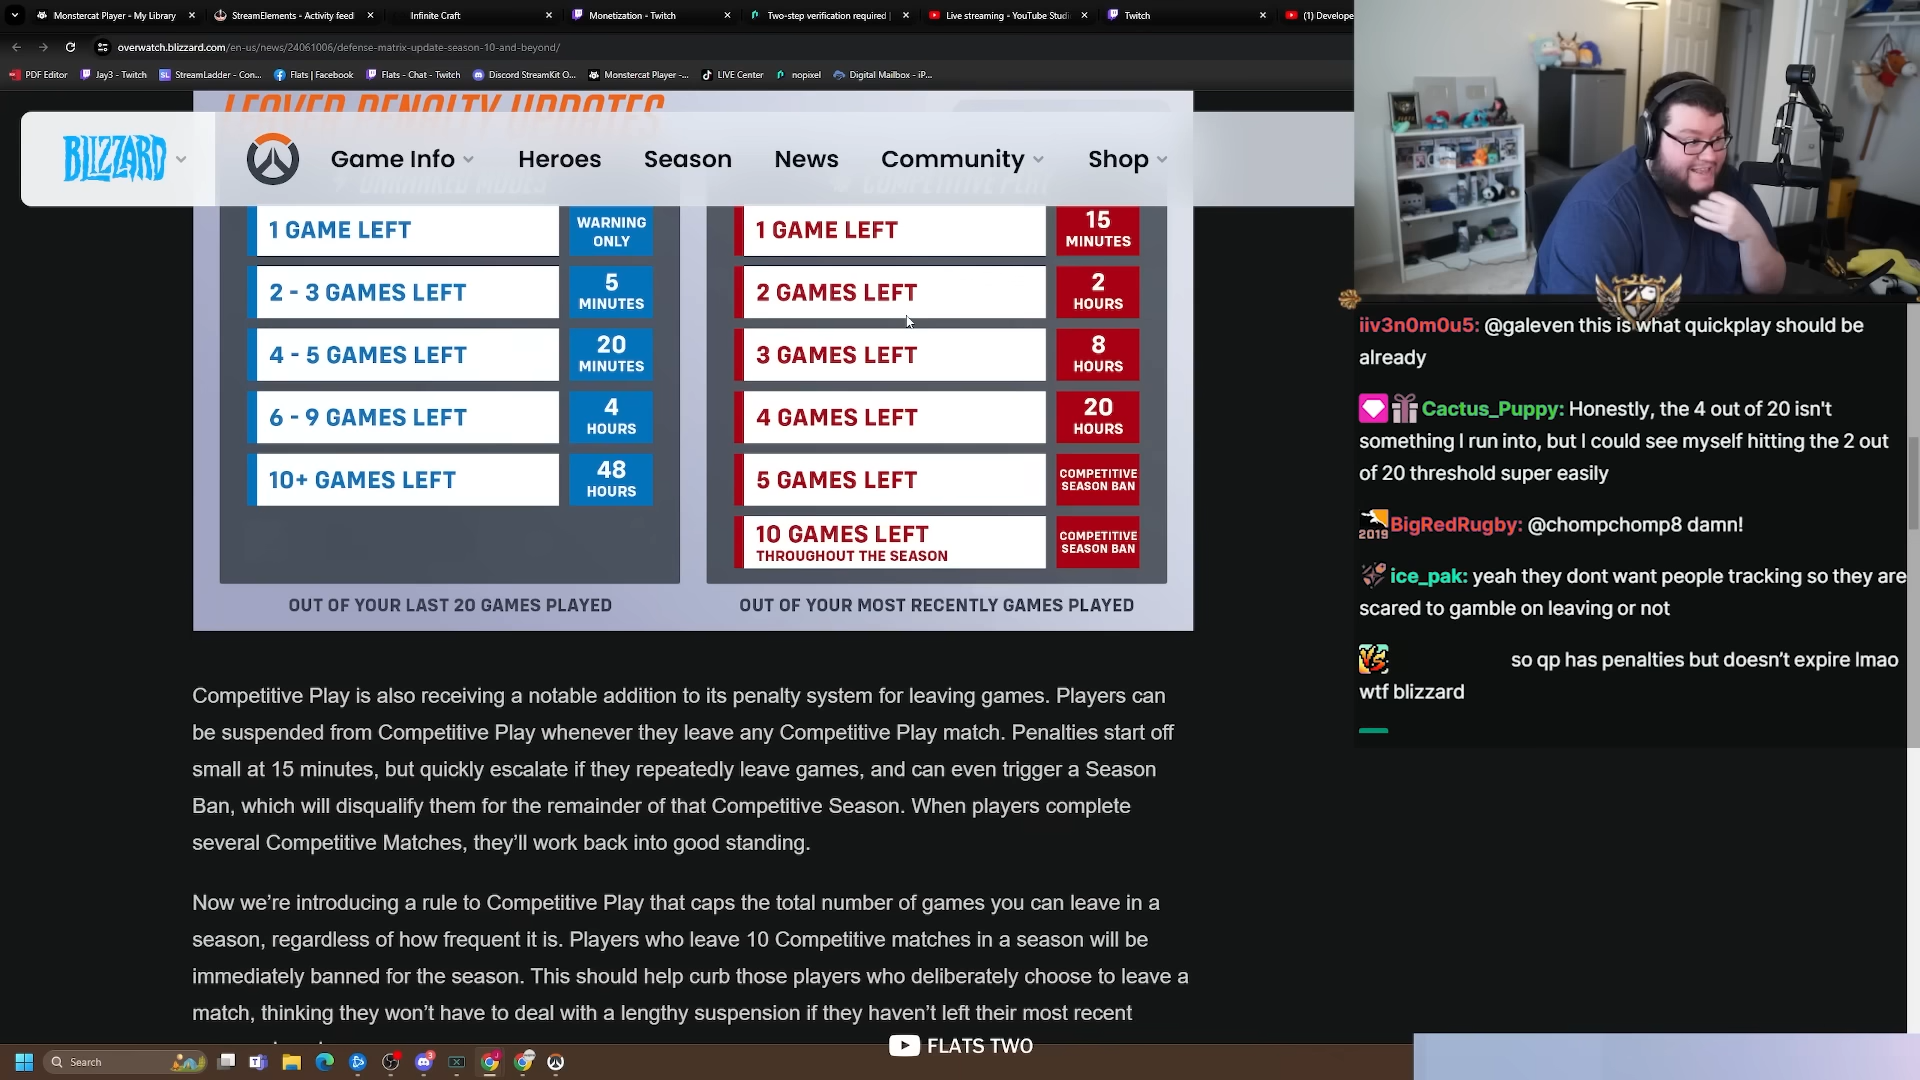 Monstercat Player - My Library
StreamElements - Activity feed
Infinite Craft
Monetization - Twitch
Two-step verification required |
Live streaming - YouTube Studi
Twitch
(1) Develope
overwatch.blizzard.com/en-us/news/24061006/defense-matrix-update-season-10-and-beyond/
PDF Editor
Jay3 - Twitch
StreamLadder - Con...
Flats | Facebook
Flats - Chat - Twitch
Discord StreamKit O...
Monstercat Player -...
LIVE Center
nopixel
Digital Mailbox - iP...
LEAVER PENALTY UPDATES
BLIZZARD
Game Info
Heroes
Season
News
Community
Shop
UNRANKED MODES
COMPETITIVE PLAY
1 GAME LEFT
WARNING
ONLY
2 - 3 GAMES LEFT
5
MINUTES
4 - 5 GAMES LEFT
20
MINUTES
6 - 9 GAMES LEFT
4
HOURS
10+ GAMES LEFT
48
HOURS
OUT OF YOUR LAST 20 GAMES PLAYED
1 GAME LEFT
15
MINUTES
2 GAMES LEFT
2
HOURS
3 GAMES LEFT
8
HOURS
4 GAMES LEFT
20
HOURS
5 GAMES LEFT
COMPETITIVE
SEASON BAN
10 GAMES LEFT
THROUGHOUT THE SEASON
COMPETITIVE
SEASON BAN
OUT OF YOUR MOST RECENTLY GAMES PLAYED
Competitive Play is also receiving a notable addition to its penalty system for leaving games. Players can
be suspended from Competitive Play whenever they leave any Competitive Play match. Penalties start off
small at 15 minutes, but quickly escalate if they repeatedly leave games, and can even trigger a Season
Ban, which will disqualify them for the remainder of that Competitive Season. When players complete
several Competitive Matches, they'll work back into good standing.
Now we're introducing a rule to Competitive Play that caps the total number of games you can leave in a
season, regardless of how frequent it is. Players who leave 10 Competitive matches in a season will be
immediately banned for the season. This should help curb those players who deliberately choose to leave a
match, thinking they won't have to deal with a lengthy suspension if they haven't left their most recent
iiv3n0m0u5: @galeven this is what quickplay should be
already
Cactus_Puppy: Honestly, the 4 out of 20 isn't
something I run into, but I could see myself hitting the 2 out
of 20 threshold super easily
2019
BigRedRugby: @chompchomp8 damn!
ice_pak: yeah they dont want people tracking so they are
scared to gamble on leaving or not
VS
so qp has penalties but doesn't expire lmao
wtf blizzard
FLATS TWO
Search